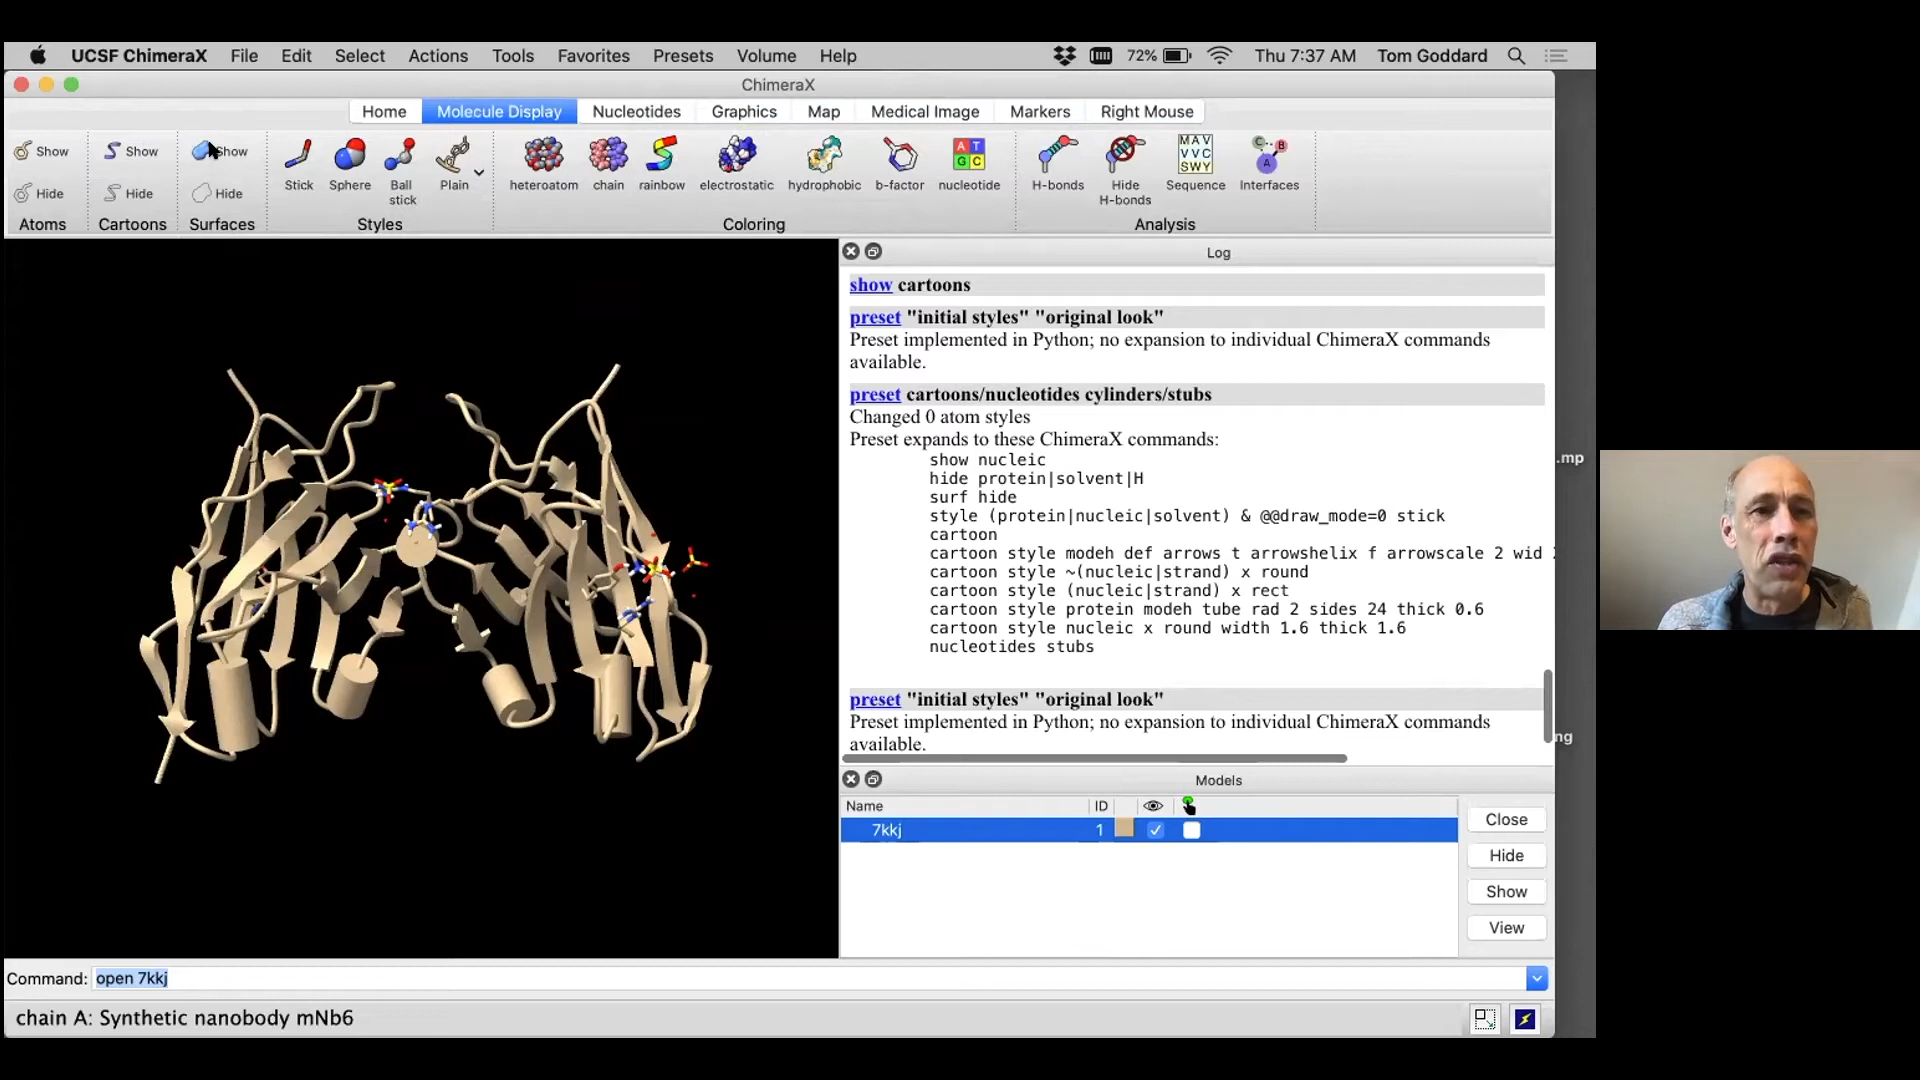 UCSF ChimeraX File Edit Select Actions Tools Favorites Presets Volume Help 72% Thu 7:37 AM Tom Goddard
ChimeraX
Home Molecule Display Nucleotides Graphics Map Medical Image Markers Right Mouse
Show Show Show
Hide Hide Hide
Atoms Cartoons Surfaces
Stick Sphere Ball stick Plain
Styles
heteroatom chain rainbow electrostatic hydrophobic b-factor nucleotide
A T
G C
Coloring
MAV
VVC
SWY
C B
A
H-bonds Hide H-bonds Sequence Interfaces
Analysis
Log
show cartoons
preset "initial styles" "original look"
Preset implemented in Python; no expansion to individual ChimeraX commands
available.
preset cartoons/nucleotides cylinders/stubs
Changed 0 atom styles
Preset expands to these ChimeraX commands:
show nucleic
hide protein|solvent|H
surf hide
style (protein|nucleic|solvent) & @@draw_mode=0 stick
cartoon
cartoon style modeh def arrows t arrowshelix f arrowscale 2 wid
cartoon style ~(nucleic|strand) x round
cartoon style (nucleic|strand) x rect
cartoon style protein modeh tube rad 2 sides 24 thick 0.6
cartoon style nucleic x round width 1.6 thick 1.6
nucleotides stubs
preset "initial styles" "original look"
Preset implemented in Python; no expansion to individual ChimeraX commands
available.
.mp
ng
Models
Name ID
7kkj 1
Close
Hide
Show
View
Command: open 7kkj
chain A: Synthetic nanobody mNb6